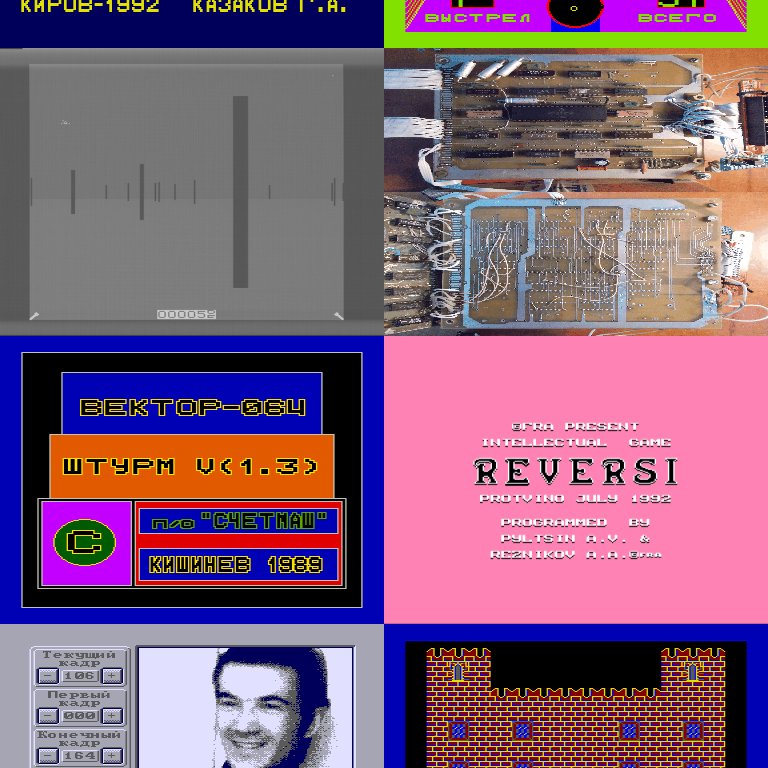 КИРОВ-1992 КАЗАКОВ Г.А.
ВЫСТРЕЛ ВСЕГО
ВЕКТОР-06Ц
ШТУРМ V(1.3)
C
п/о "СЧЕТМАШ"
КИШИНЕВ 1989
@FRA PRESENT
INTELLECTUAL GAME
REVERSI
PROTVINO JULY 1992
PROGRAMMED BY
PYLTSIN A.V. &
REZNIKOV A.A.@FRA
Текущий
кадр
- 106 +
Первый
кадр
- 000 +
Конечный
кадр
- 164 +